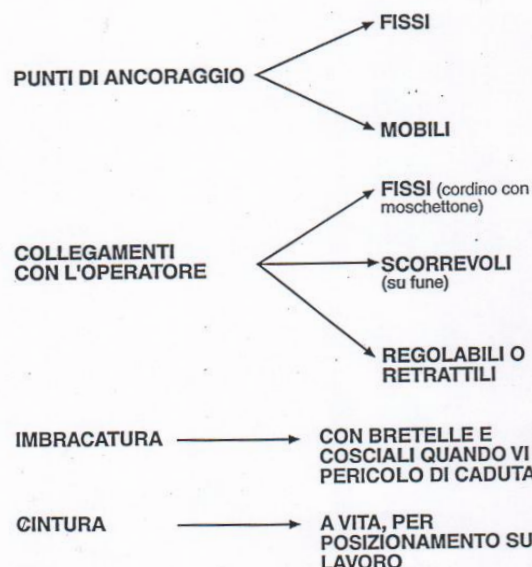 FISSI
PUNTI DI ANCORAGGIO
MOBILI
FISSI (cordino con
moschettone)
COLLEGAMENTI
CON L'OPERATORE
SCORREVOLI
(su fune)
REGOLABILI O
RETRATTILI
IMBRACATURA
CON BRETELLE E
COSCIALI QUANDO VI
PERICOLO DI CADUTA
CINTURA
A VITA, PER
POSIZIONAMENTO SU
LAVORO